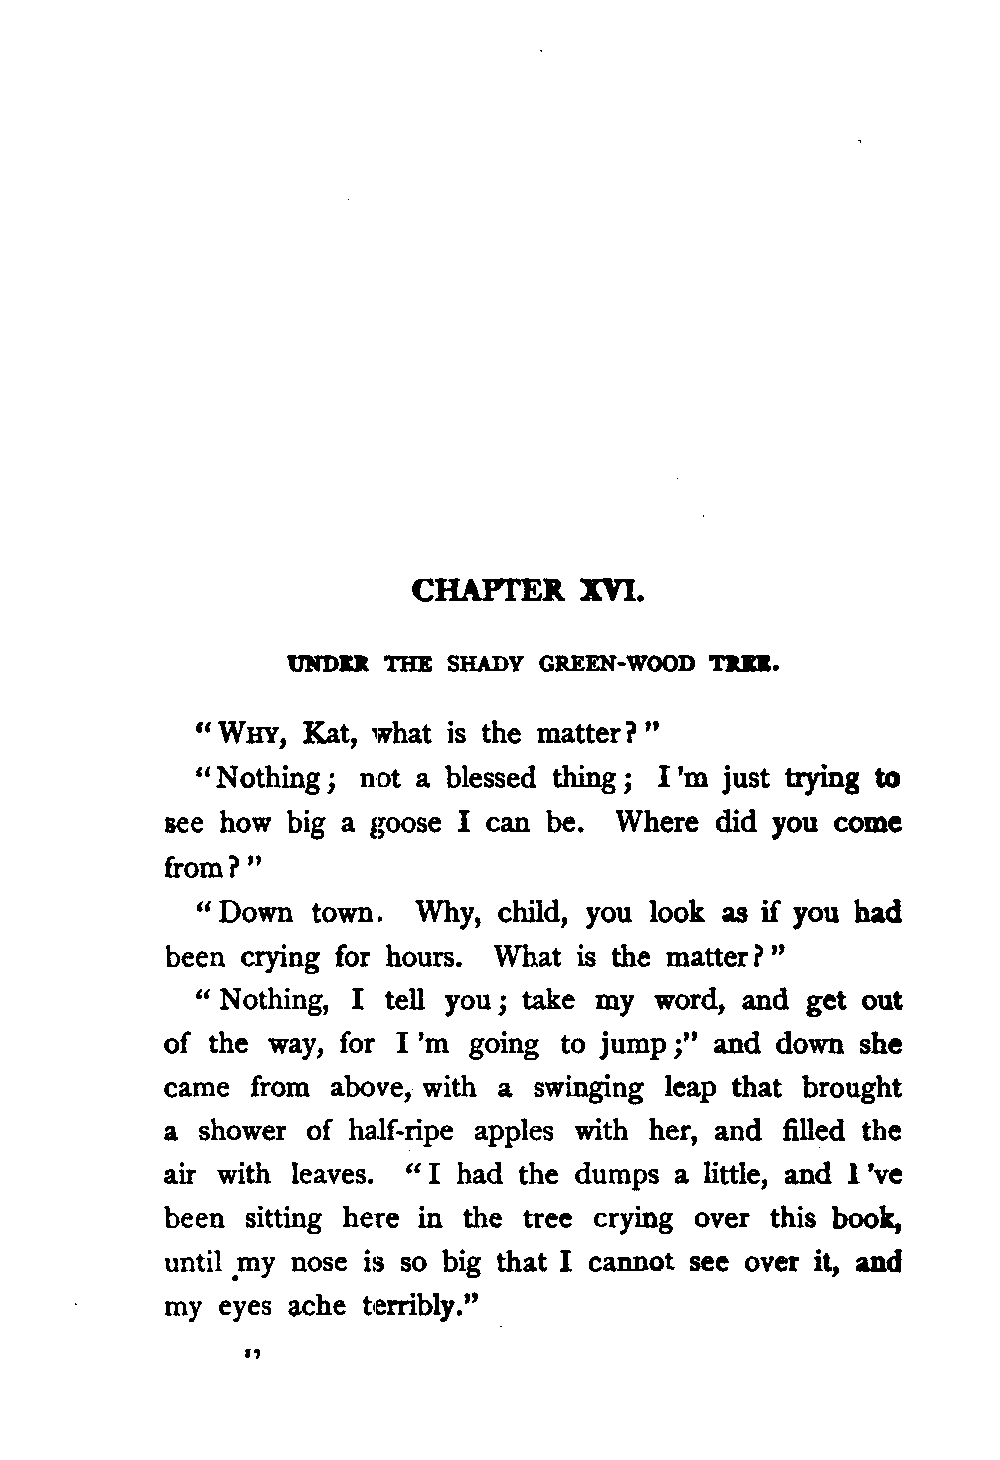 CHAPTER XVI.
UNDER THE SHADY GREEN-WOOD TREE.
"WHY, Kat, what is the matter?"
"Nothing; not a blessed thing; I'm just trying to
see how big a goose I can be. Where did you come
from?"
"Down town. Why, child, you look as if you had
been crying for hours. What is the matter?"
"Nothing, I tell you; take my word, and get out
of the way, for I'm going to jump;" and down she
came from above, with a swinging leap that brought
a shower of half-ripe apples with her, and filled the
air with leaves. "I had the dumps a little, and I've
been sitting here in the tree crying over this book,
until my nose is so big that I cannot see over it, and
my eyes ache terribly."